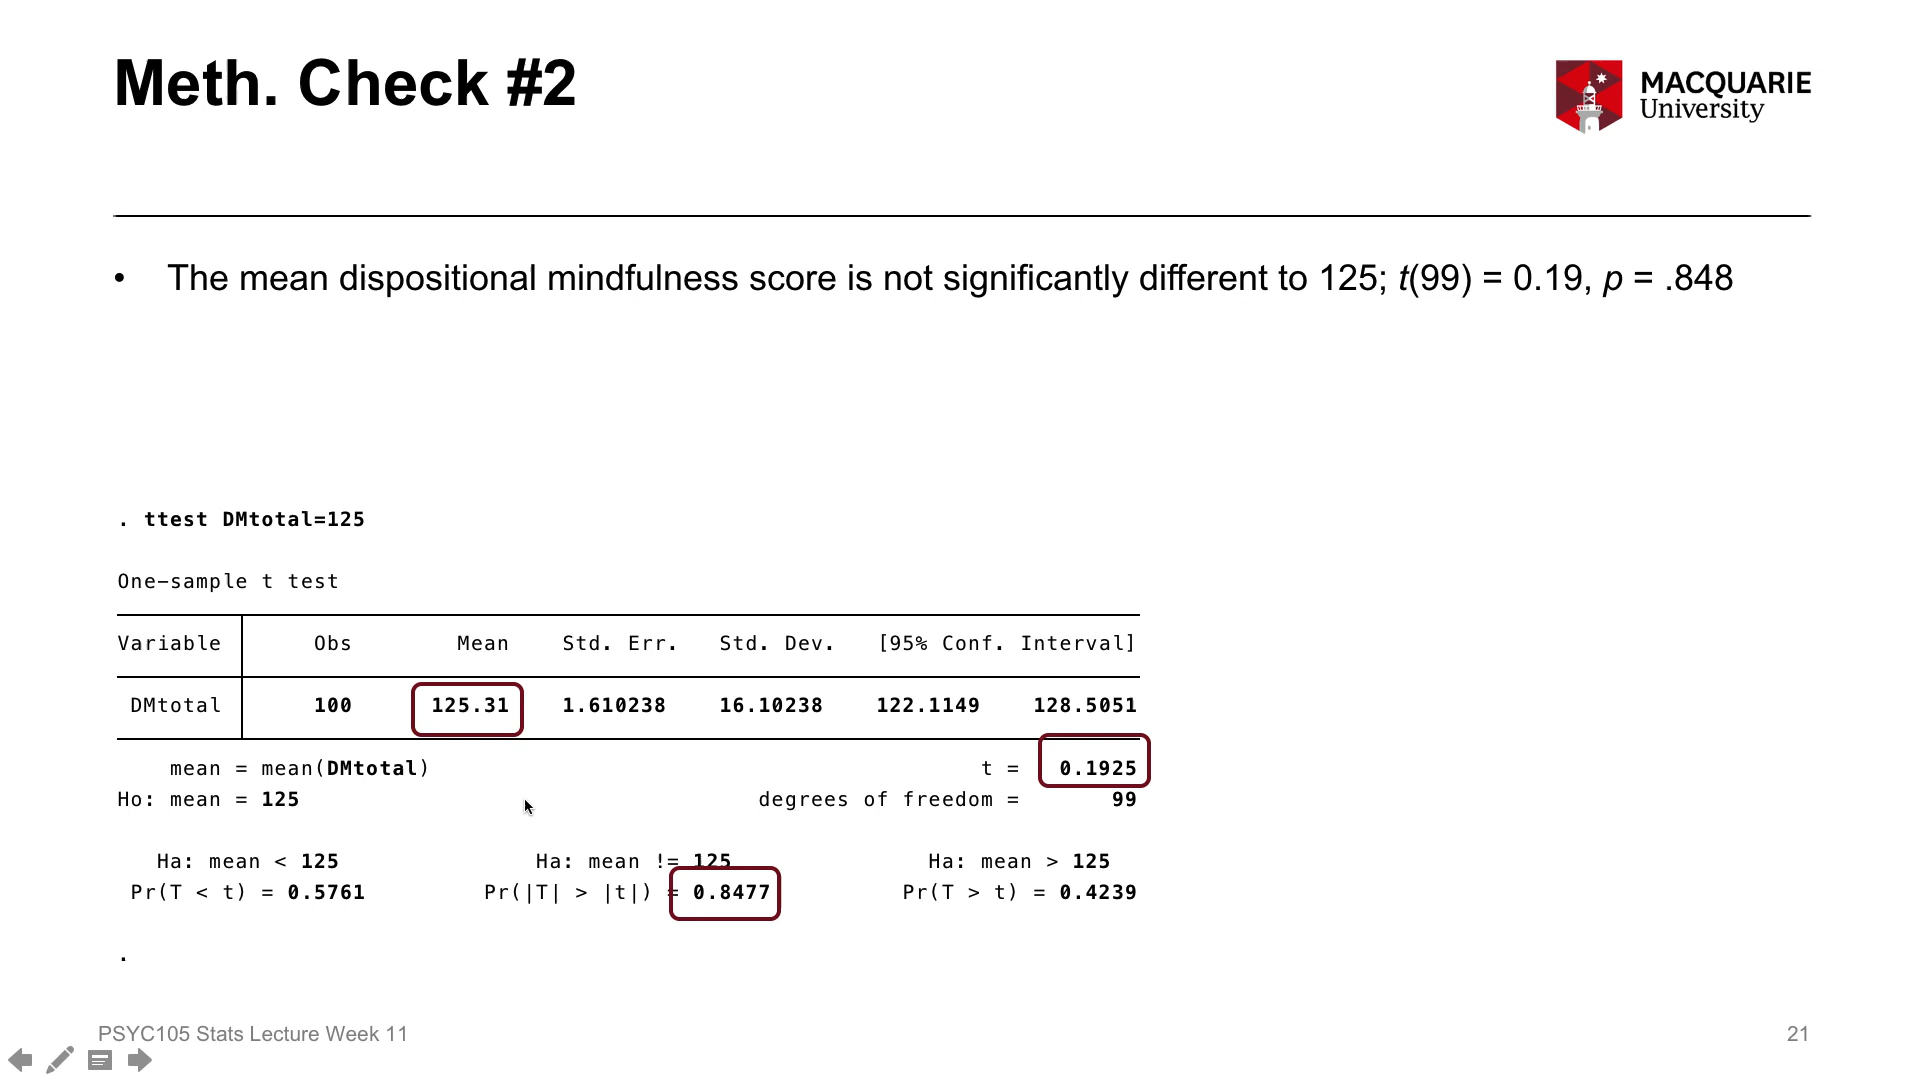 Meth. Check #2
MACQUARIE
University
• The mean dispositional mindfulness score is not significantly different to 125; t(99) = 0.19, p = .848
. ttest DMtotal=125
One-sample t test
Variable Obs Mean Std. Err. Std. Dev. [95% Conf. Interval]
DMtotal 100 125.31 1.610238 16.10238 122.1149 128.5051
mean = mean(DMtotal) t = 0.1925
Ho: mean = 125 degrees of freedom = 99
Ha: mean < 125 Ha: mean != 125 Ha: mean > 125
Pr(T < t) = 0.5761 Pr(|T| > |t|) = 0.8477 Pr(T > t) = 0.4239
.
PSYC105 Stats Lecture Week 11 21